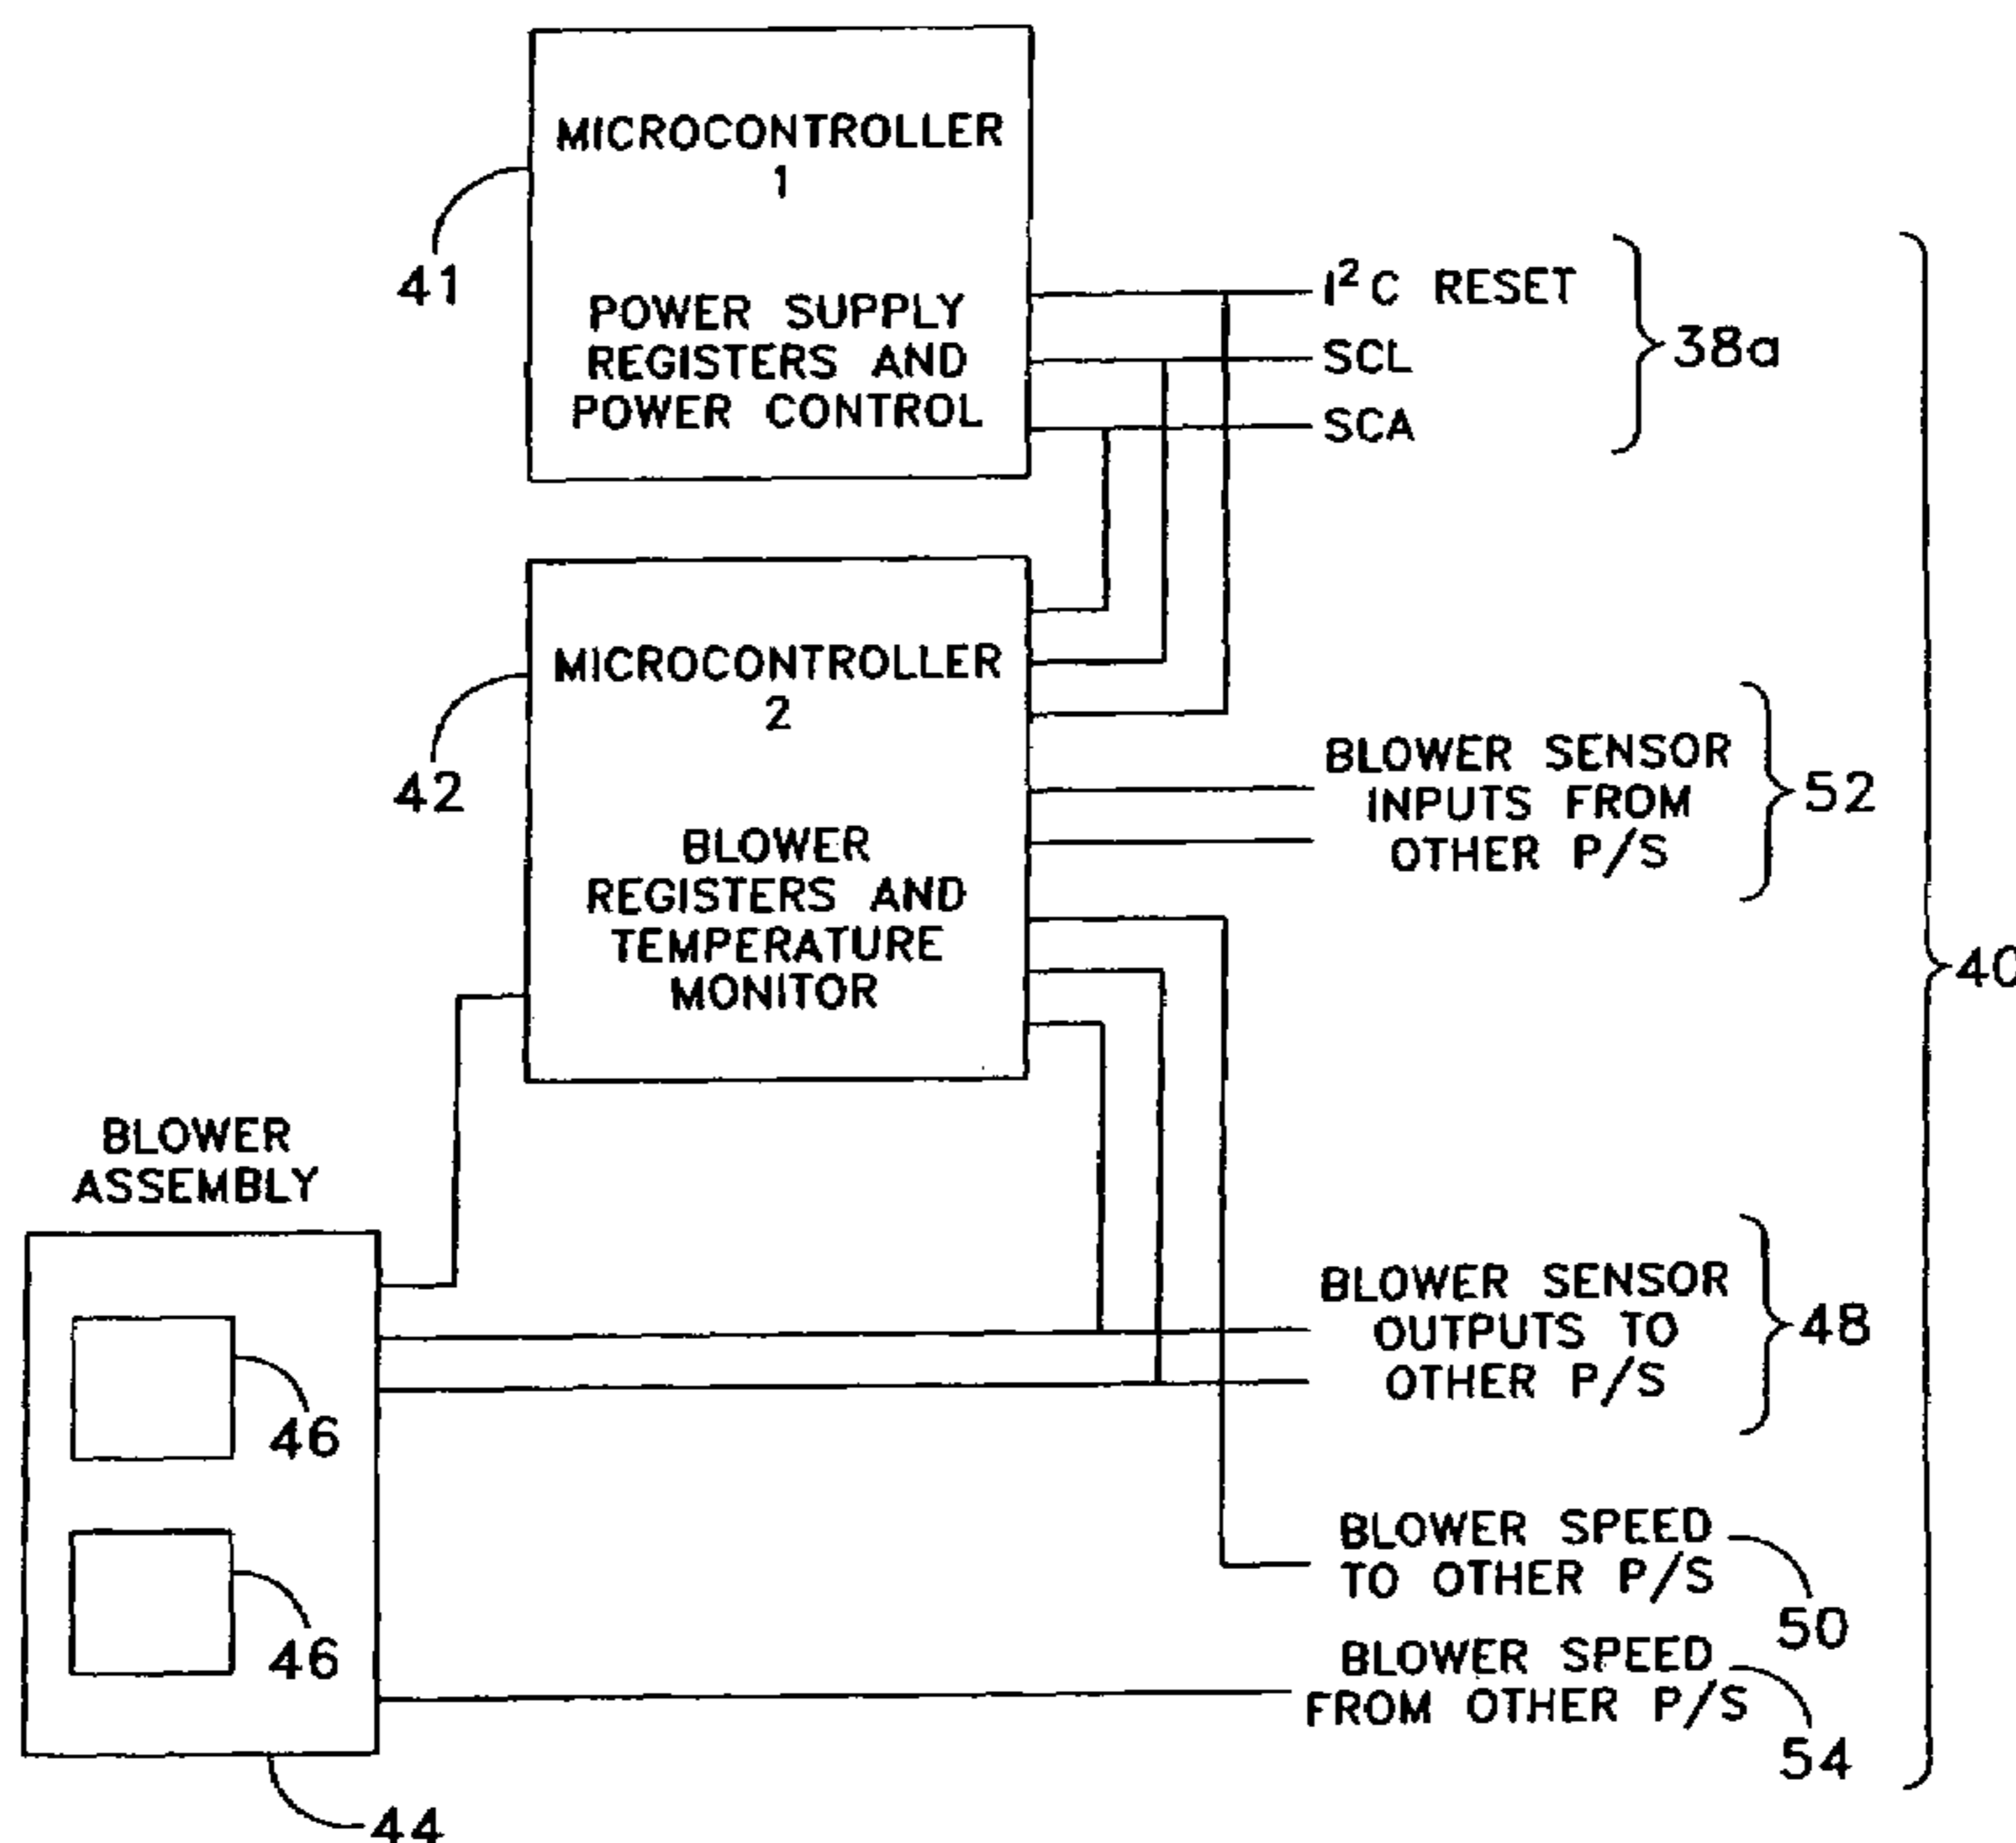 MICROCONTROLLER
1
POWER SUPPLY
REGISTERS AND
POWER CONTROL
41
I²C RESET
SCL
SCA
38a
MICROCONTROLLER
2
BLOWER
REGISTERS AND
TEMPERATURE
MONITOR
42
BLOWER SENSOR
INPUTS FROM
OTHER P/S
52
40
BLOWER
ASSEMBLY
46
46
44
BLOWER SENSOR
OUTPUTS TO
OTHER P/S
48
BLOWER SPEED
TO OTHER P/S
50
BLOWER SPEED
FROM OTHER P/S
54